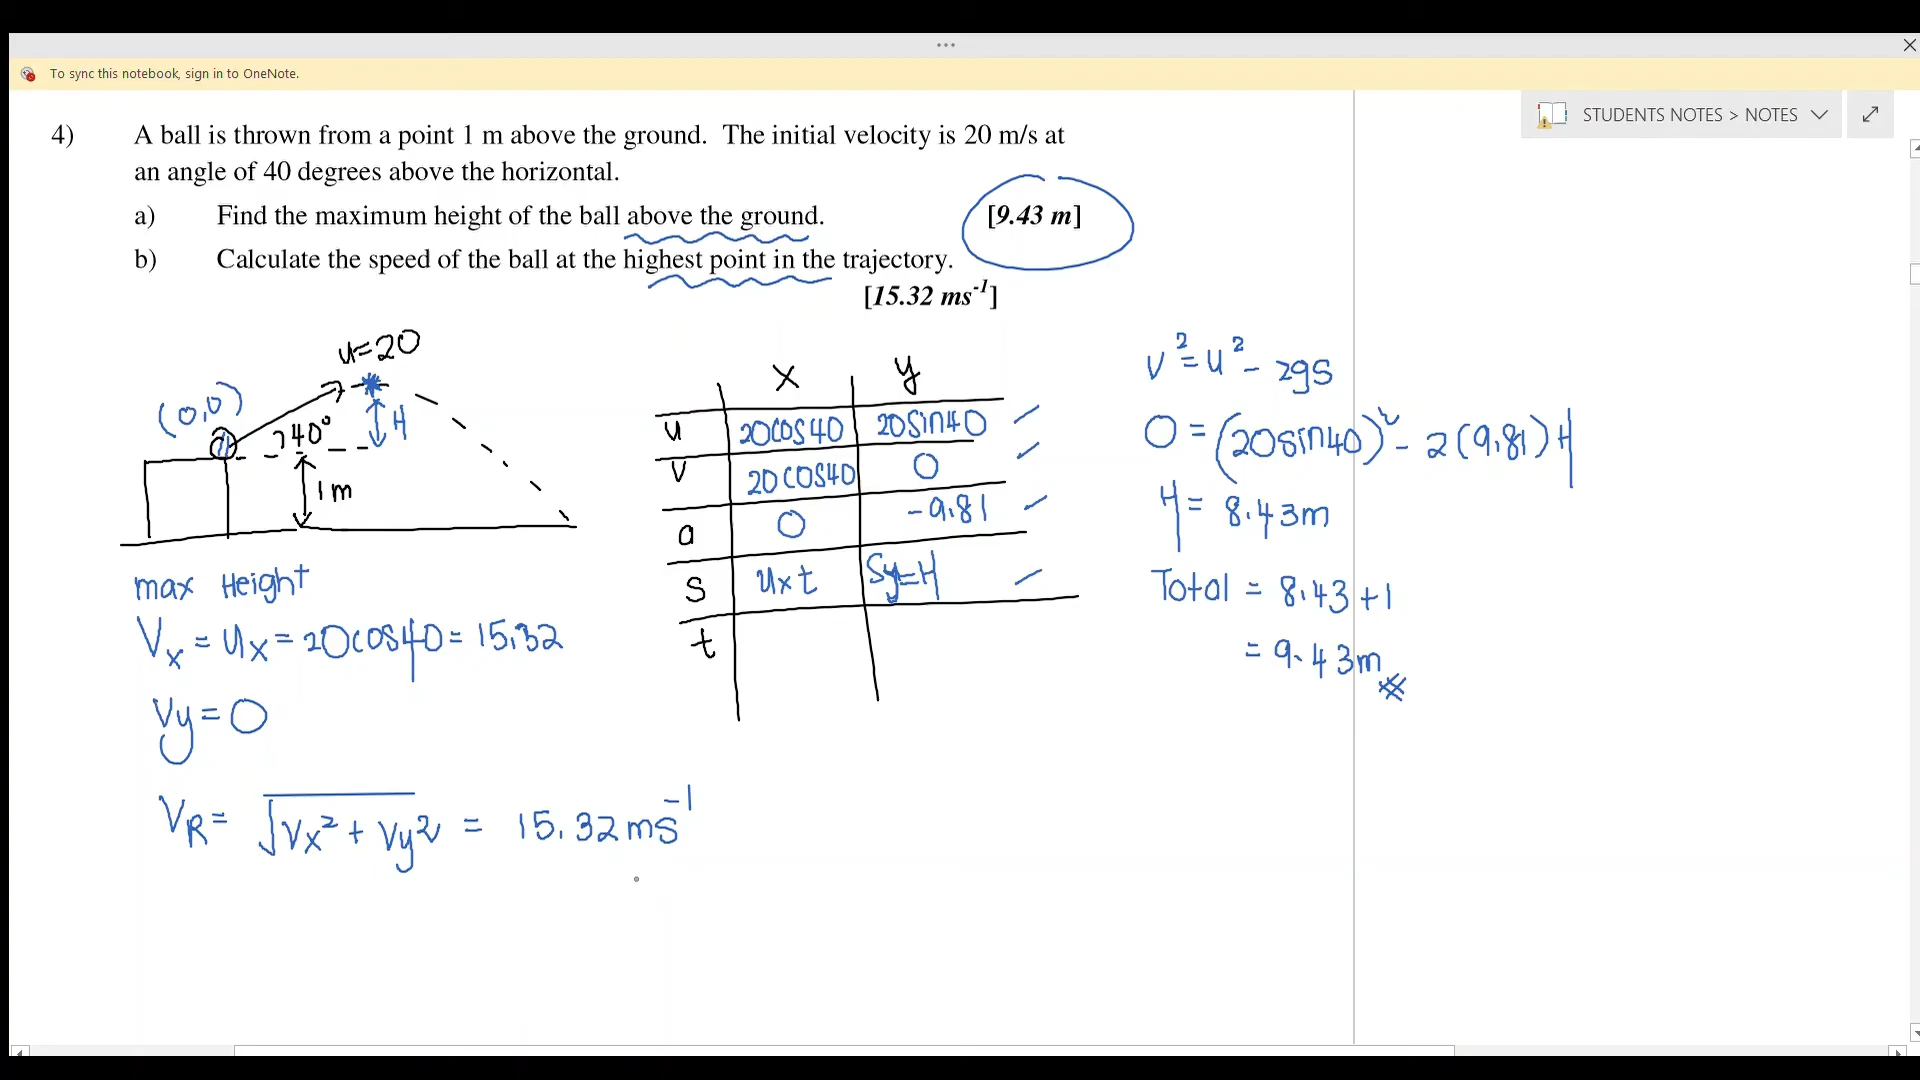 To sync this notebook, sign in to OneNote.
STUDENTS NOTES > NOTES
4) A ball is thrown from a point 1 m above the ground. The initial velocity is 20 m/s at
an angle of 40 degrees above the horizontal.
a) Find the maximum height of the ball above the ground. [9.43 m]
b) Calculate the speed of the ball at the highest point in the trajectory.
[15.32 ms⁻¹]
u=20
(0,0)
40°
H
1m
max Height
Vx = ux = 20cos40 = 15.32
Vy = 0
VR = √Vx² + Vy² = 15.32ms⁻¹
x y
u 20cos40 20sin40
v 20cos40 0
a 0 -9.81
s uxt Sy=H
t
v² = u² - 2gs
0 = (20sin40)² - 2(9.81)H
H = 8.43m
Total = 8.43+1
= 9.43m